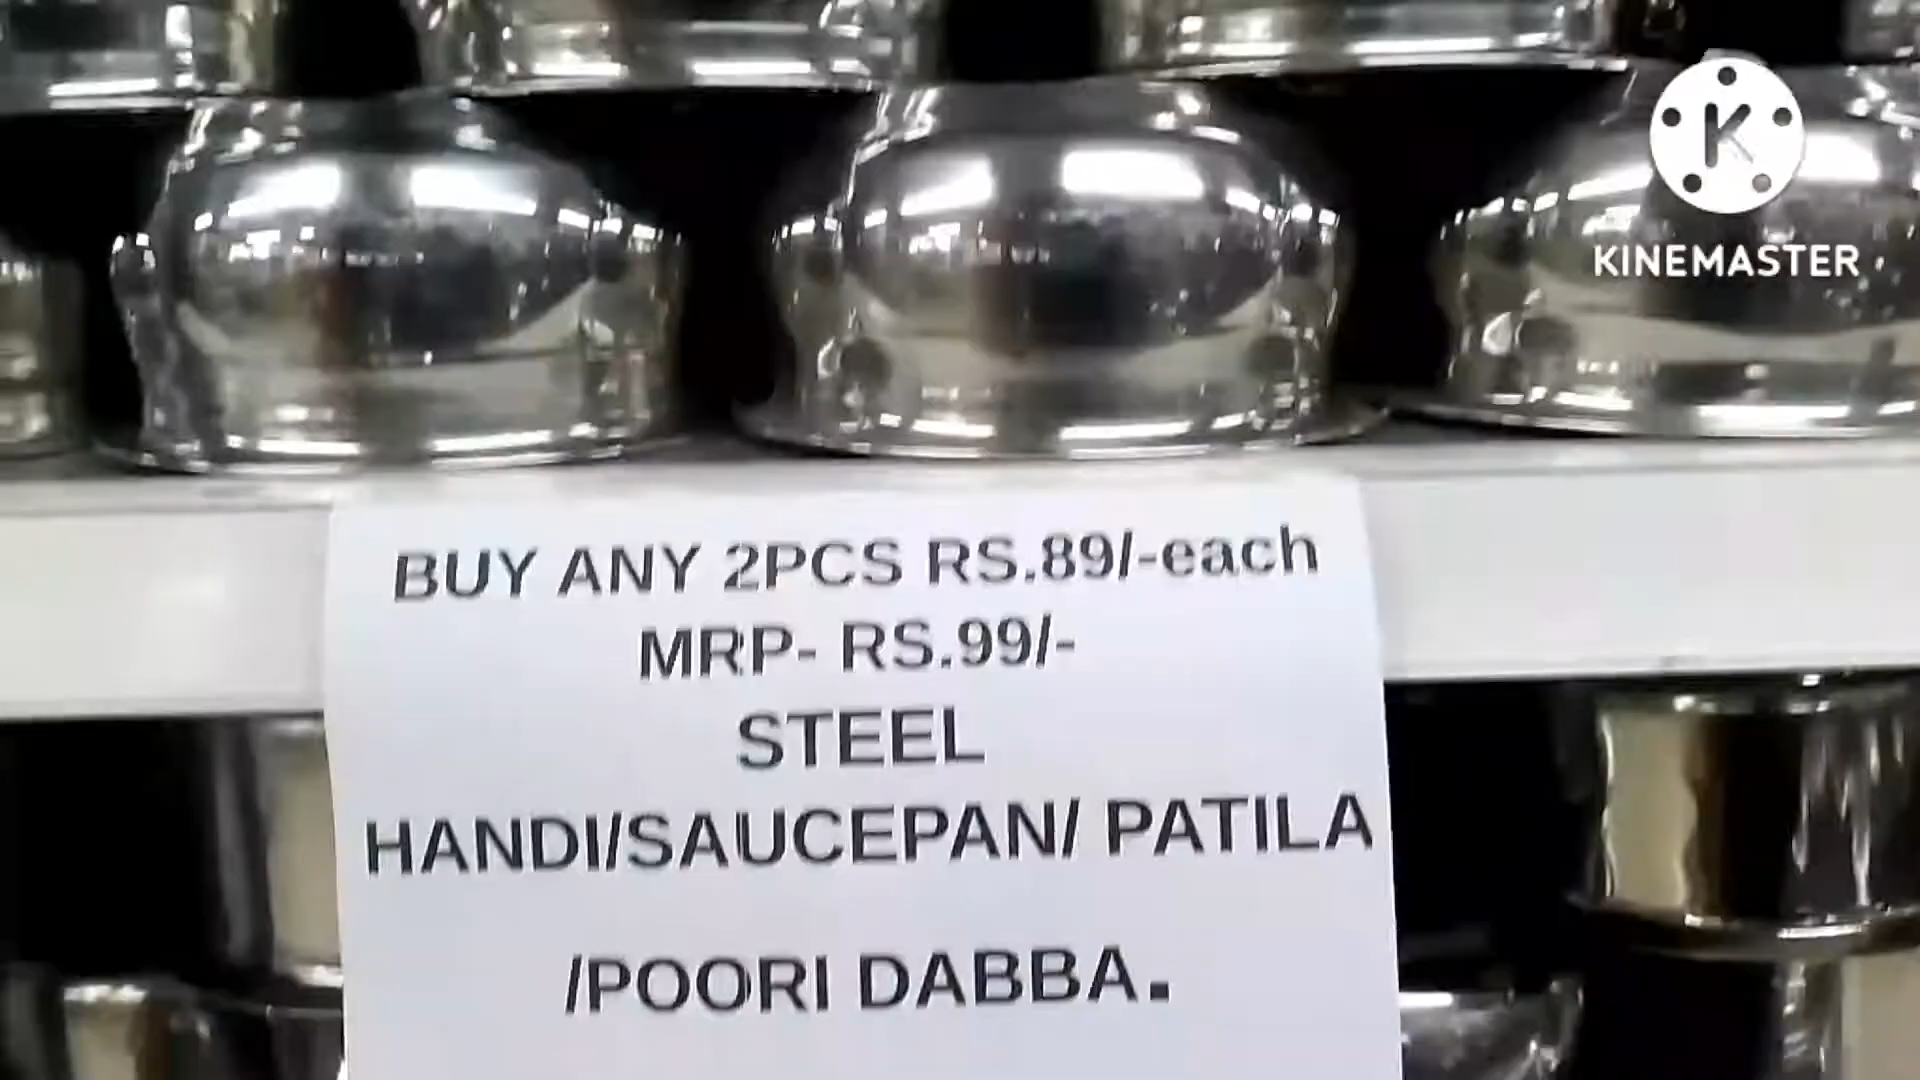 K
KINEMASTER
BUY ANY 2PCS RS.89/-each
MRP- RS.99/-
STEEL
HANDI/SAUCEPAN/ PATILA
/POORI DABBA.